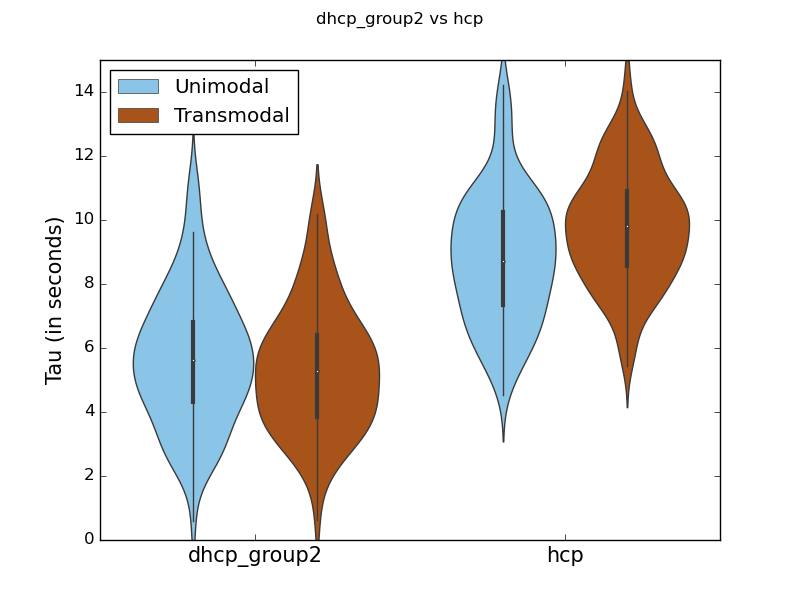 dhcp_group2 vs hcp
Unimodal
Transmodal
Tau (in seconds)
14
12
10
8
6
4
2
0
dhcp_group2
hcp